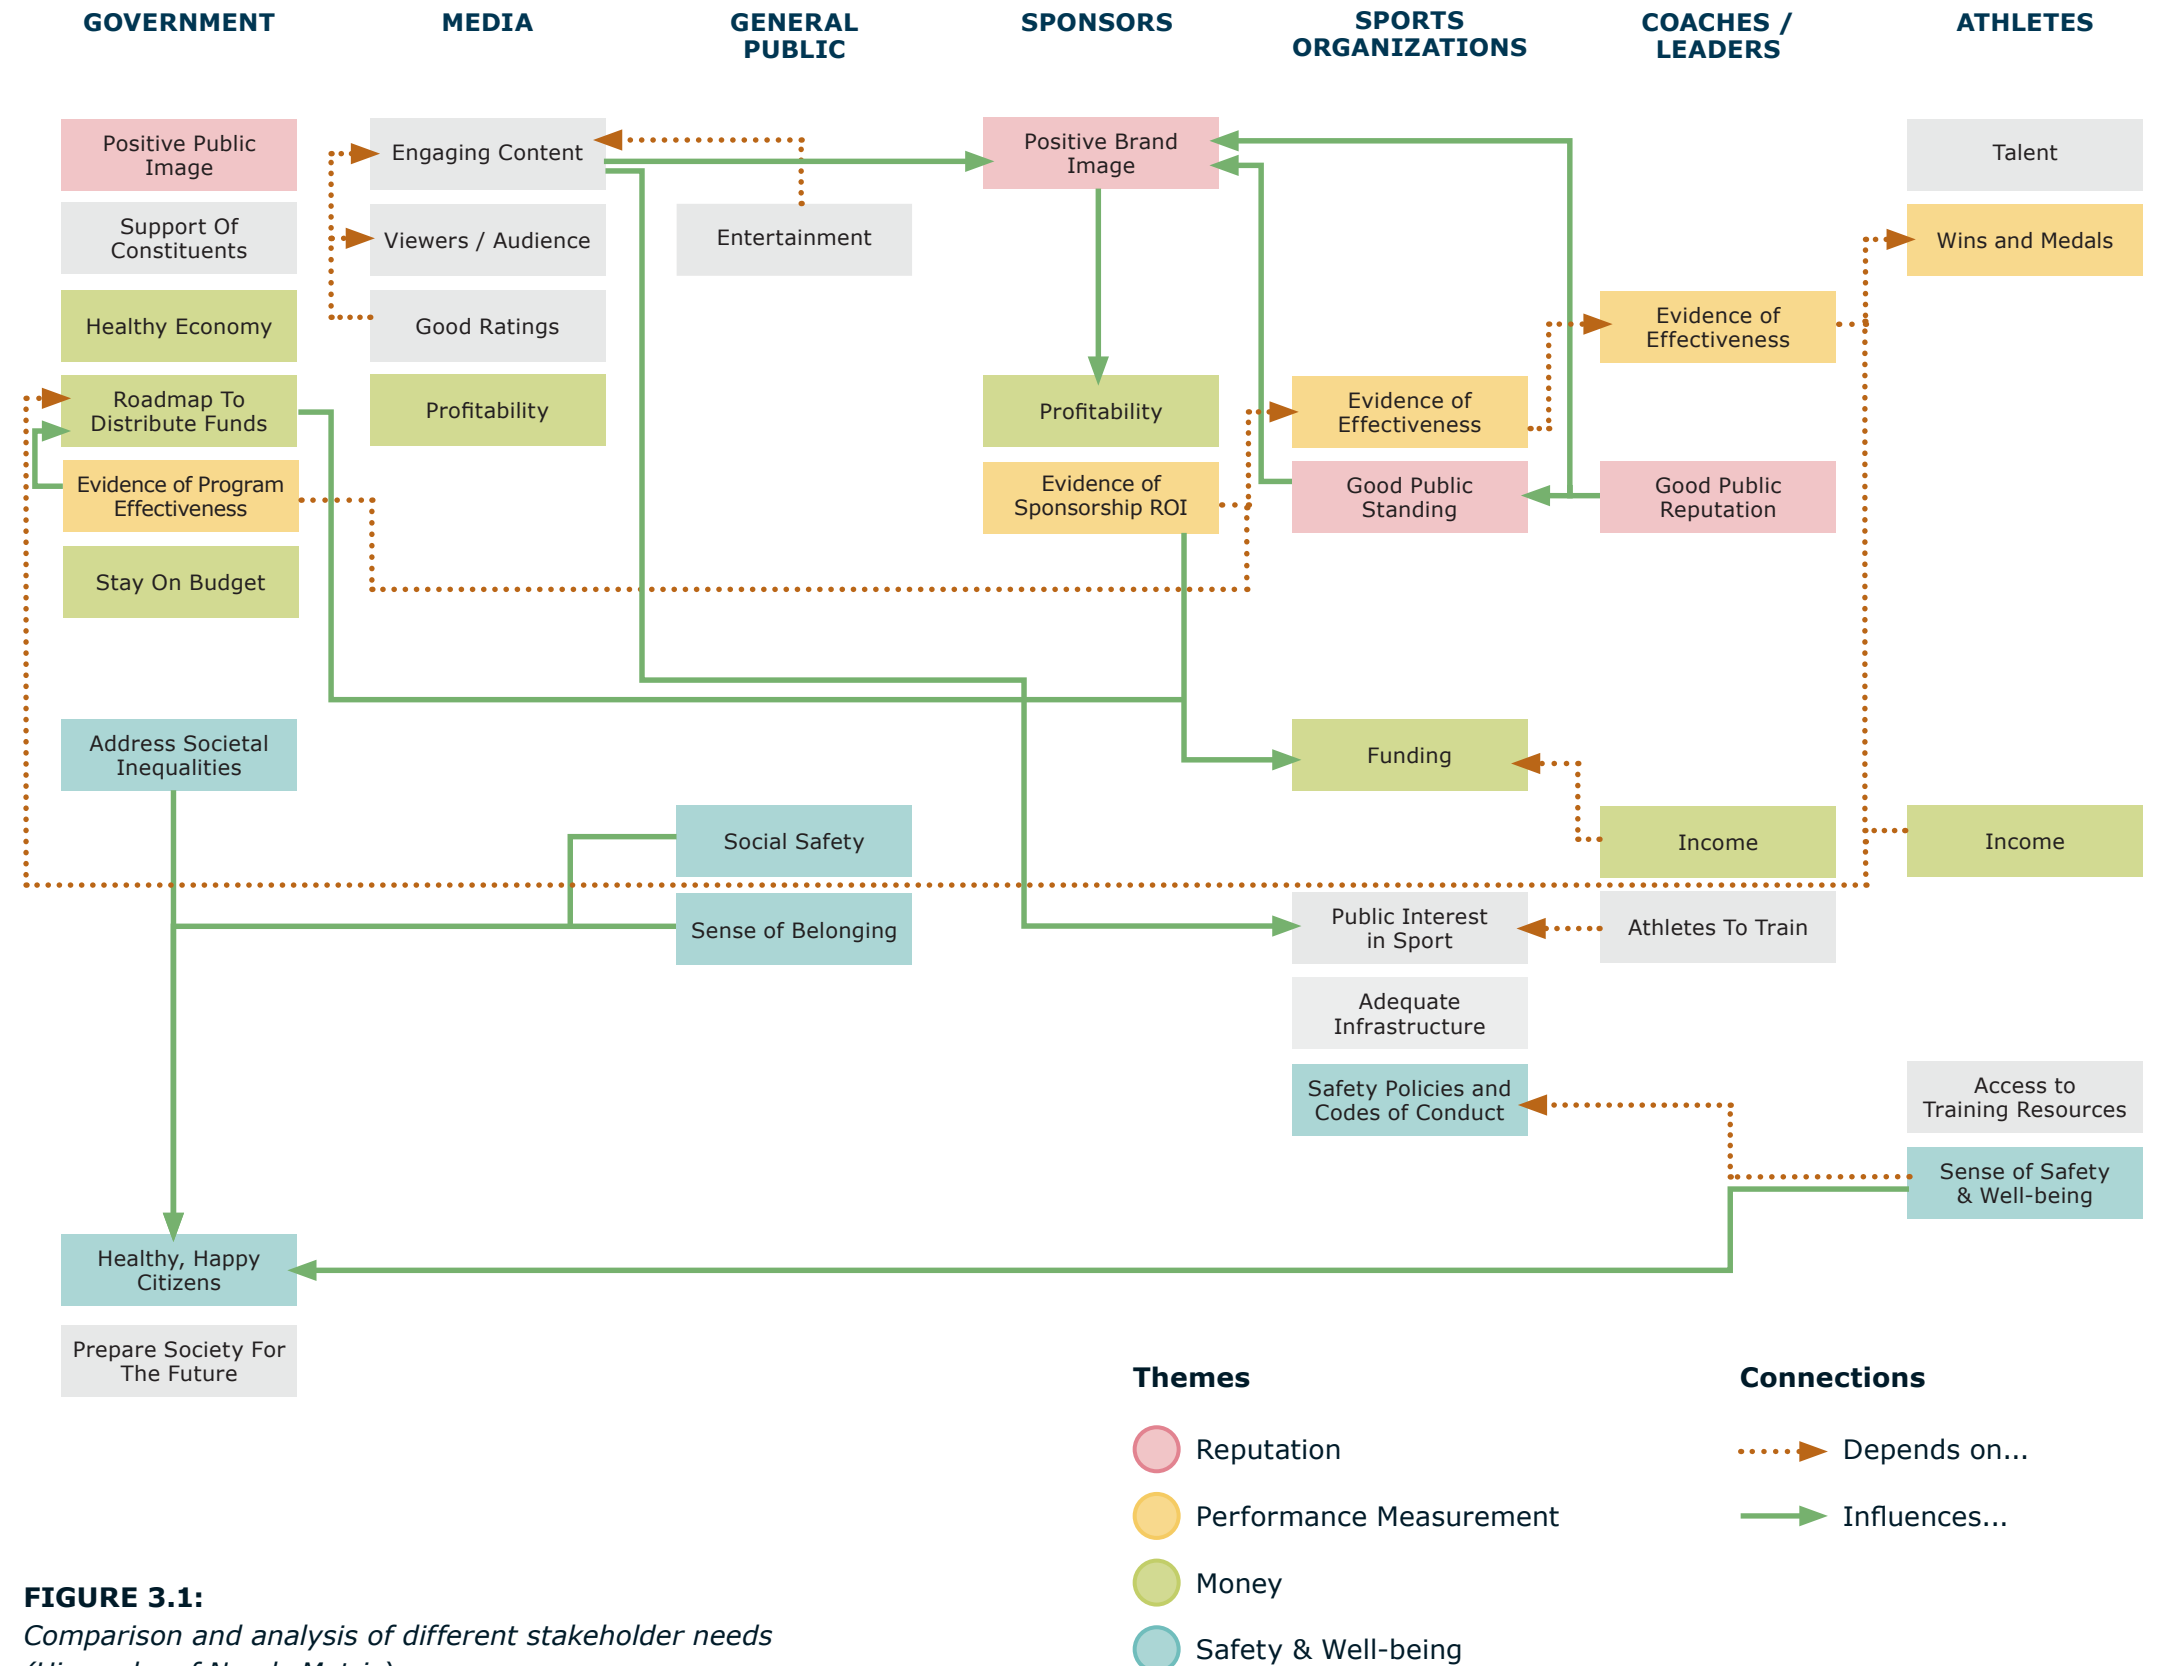 GOVERNMENT
MEDIA
GENERAL
PUBLIC
SPONSORS
SPORTS
ORGANIZATIONS
COACHES /
LEADERS
ATHLETES
Positive Public
Image
Support Of
Constituents
Healthy Economy
Roadmap To
Distribute Funds
Evidence of Program
Effectiveness
Stay On Budget
Address Societal
Inequalities
Healthy, Happy
Citizens
Prepare Society For
The Future
Engaging Content
Viewers / Audience
Good Ratings
Profitability
Entertainment
Social Safety
Sense of Belonging
Positive Brand
Image
Profitability
Evidence of
Sponsorship ROI
Evidence of
Effectiveness
Good Public
Standing
Funding
Public Interest
in Sport
Adequate
Infrastructure
Safety Policies and
Codes of Conduct
Evidence of
Effectiveness
Good Public
Reputation
Income
Athletes To Train
Talent
Wins and Medals
Income
Access to
Training Resources
Sense of Safety
& Well-being
Themes
Reputation
Performance Measurement
Money
Safety & Well-being
Connections
Depends on...
Influences...
FIGURE 3.1:
Comparison and analysis of different stakeholder needs